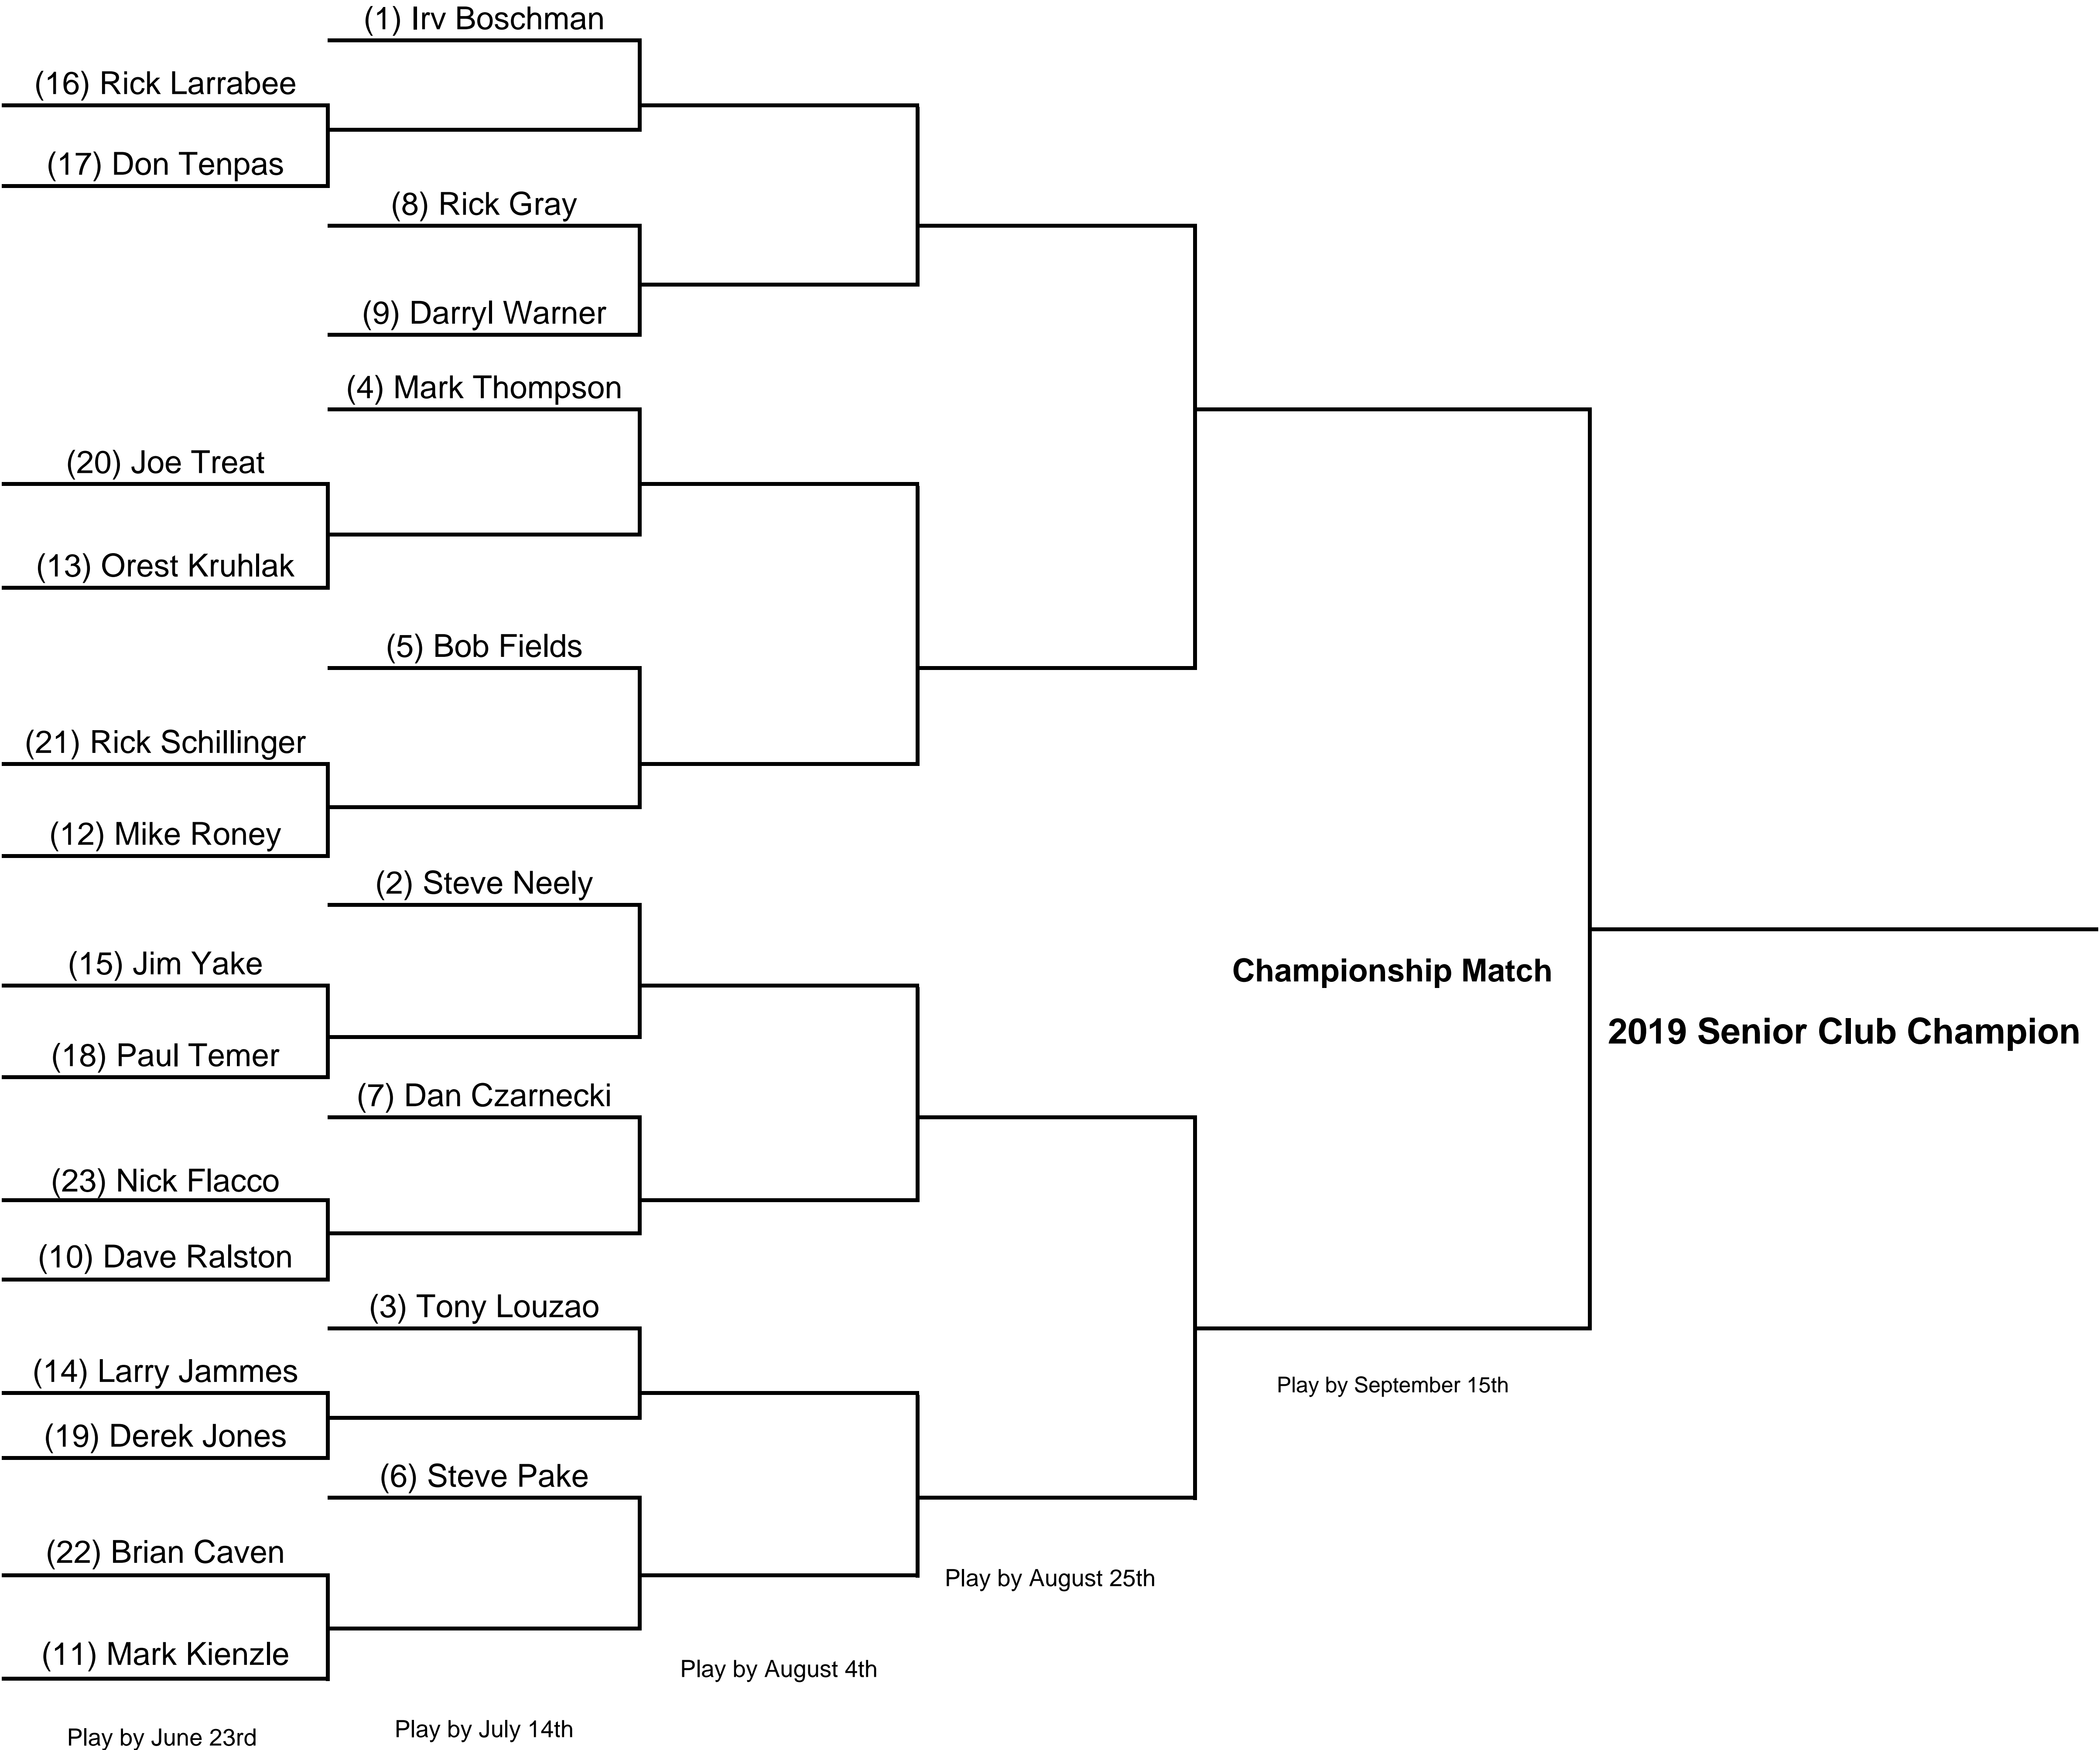 (1) Irv Boschman
(16) Rick Larrabee
(17) Don Tenpas
(8) Rick Gray
(9) Darryl Warner
(4) Mark Thompson
(20) Joe Treat
(13) Orest Kruhlak
(5) Bob Fields
(21) Rick Schillinger
(12) Mike Roney
(2) Steve Neely
(15) Jim Yake
Championship Match
2019 Senior Club Champion
(18) Paul Temer
(7) Dan Czarnecki
(23) Nick Flacco
(10) Dave Ralston
(3) Tony Louzao
(14) Larry Jammes
Play by September 15th
(19) Derek Jones
(6) Steve Pake
(22) Brian Caven
Play by August 25th
(11) Mark Kienzle
Play by August 4th
Play by July 14th
Play by June 23rd